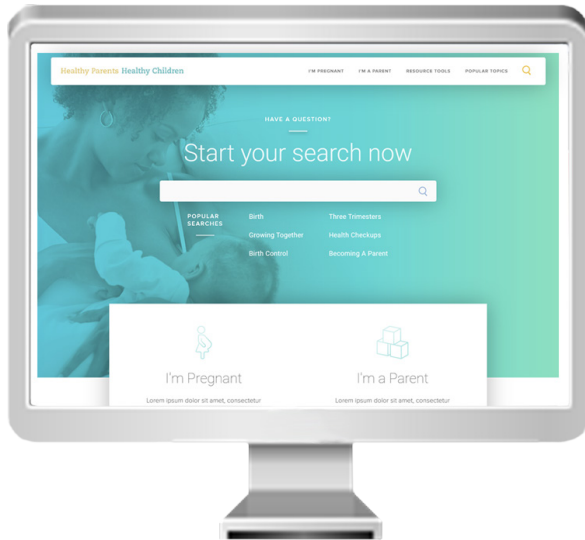 Healthy Parents Healthy Children
I'M PREGNANT I'M A PARENT RESOURCE TOOLS POPULAR TOPICS
HAVE A QUESTION?
Start your search now
POPULAR SEARCHES
Birth Three Trimesters
Growing Together Health Checkups
Birth Control Becoming A Parent
I'm Pregnant I'm a Parent
Lorem ipsum dolor sit amet, consectetur Lorem ipsum dolor sit amet, consectetur